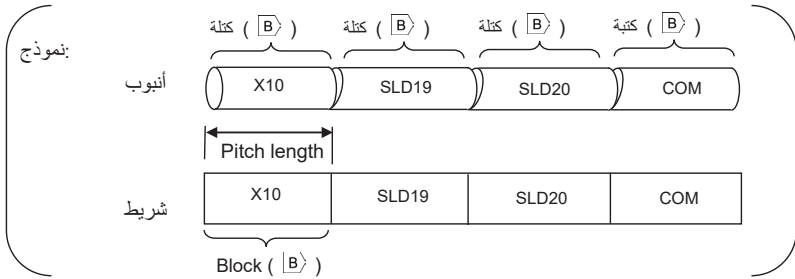 كتلة ( B ) كتلة ( B ) كتلة ( B ) كتبة ( B )
نموذج:
أنبوب X10 SLD19 SLD20 COM
Pitch length
شريط X10 SLD19 SLD20 COM
Block ( B )